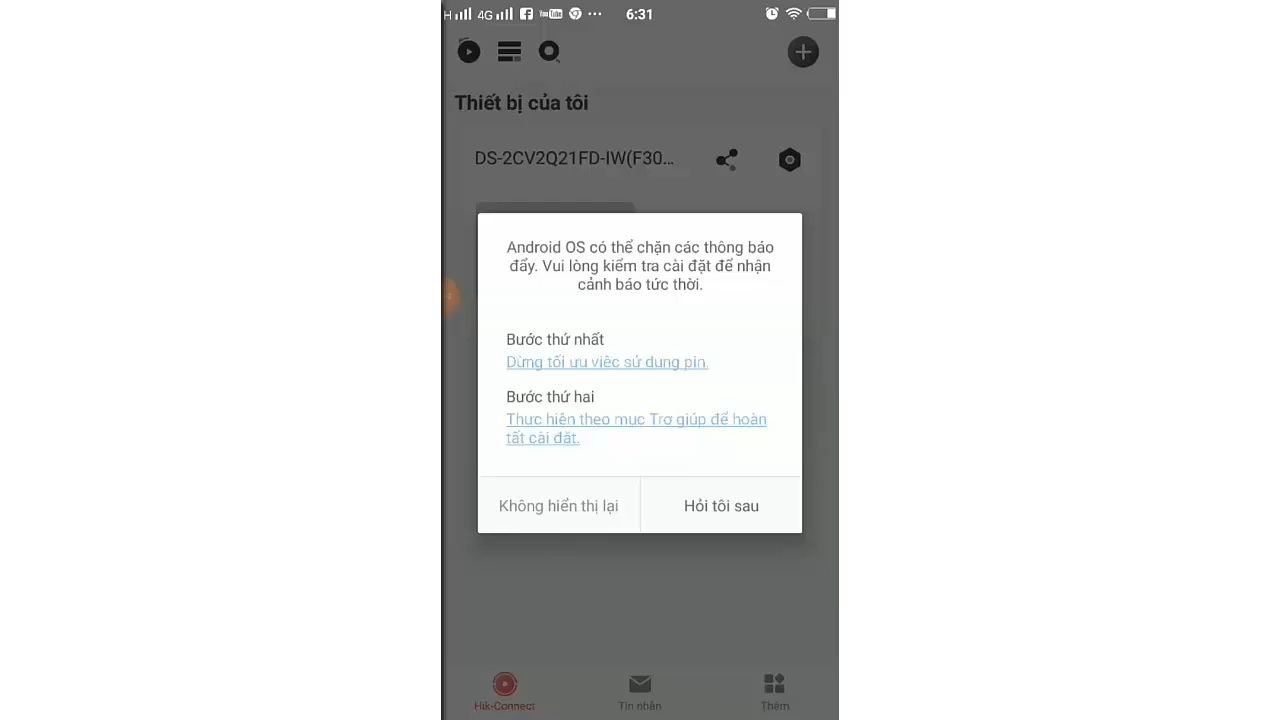 H 4G YouTube 6:31
Thiết bị của tôi
DS-2CV2Q21FD-IW(F30...
Android OS có thể chặn các thông báo
đẩy. Vui lòng kiểm tra cài đặt để nhận
cảnh báo tức thời.
Bước thứ nhất
Dừng tối ưu việc sử dụng pin.
Bước thứ hai
Thực hiện theo mục Trợ giúp để hoàn
tất cài đặt.
Không hiển thị lại
Hỏi tôi sau
Hik-Connect
Tin nhắn
Thêm